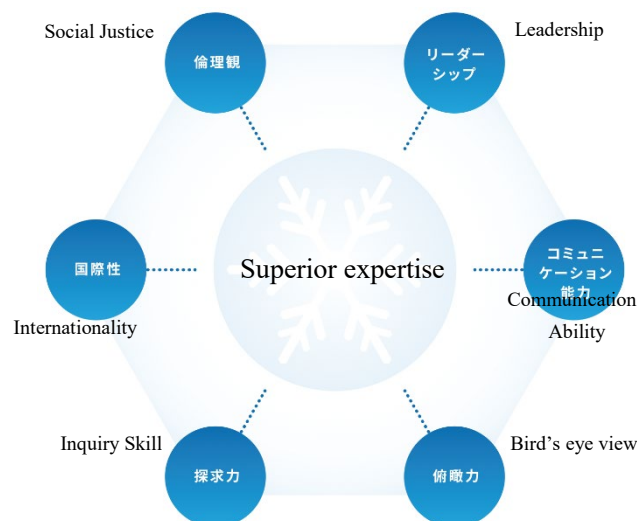 Social Justice
倫理観
Leadership
リーダー
シップ
国際性
Internationality
Superior expertise
コミュニ
ケーション
能力
Communication
Ability
Inquiry Skill
探求力
Bird’s eye view
俯瞰力